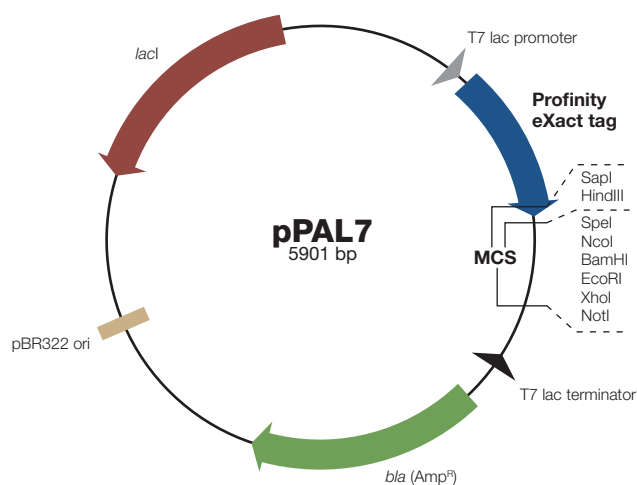 T7 lac promoter
lacI
Profinity
eXact tag
SapI
HindIII
SpeI
NcoI
BamHI
EcoRI
XhoI
NotI
MCS
pPAL7
5901 bp
pBR322 ori
T7 lac terminator
bla (Ampᴿ)